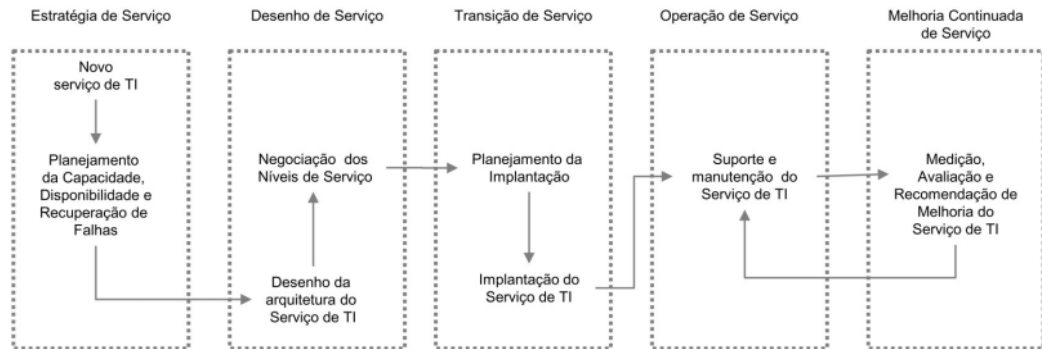 Estratégia de Serviço
Desenho de Serviço
Transição de Serviço
Operação de Serviço
Melhoria Continuada
de Serviço
Novo
serviço de TI
Planejamento
da Capacidade,
Disponibilidade e
Recuperação de
Falhas
Negociação dos
Níveis de Serviço
Desenho da
arquitetura do
Serviço de TI
Planejamento da
Implantação
Implantação do
Serviço de TI
Suporte e
manutenção do
Serviço de TI
Medição,
Avaliação e
Recomendação de
Melhoria do
Serviço de TI